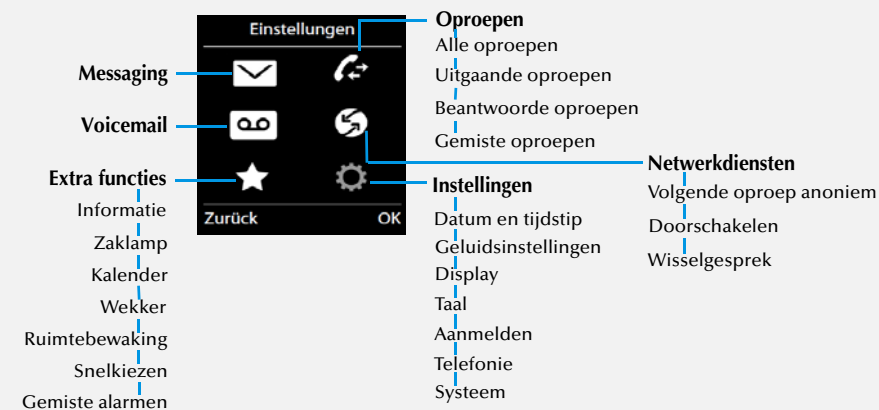 Einstellungen
Zurück OK
Messaging
Voicemail
Extra functies
Informatie
Zaklamp
Kalender
Wekker
Ruimtebewaking
Snelkiezen
Gemiste alarmen
Oproepen
Alle oproepen
Uitgaande oproepen
Beantwoorde oproepen
Gemiste oproepen
Instellingen
Datum en tijdstip
Geluidsinstellingen
Display
Taal
Aanmelden
Telefonie
Systeem
Netwerkdiensten
Volgende oproep anoniem
Doorschakelen
Wisselgesprek